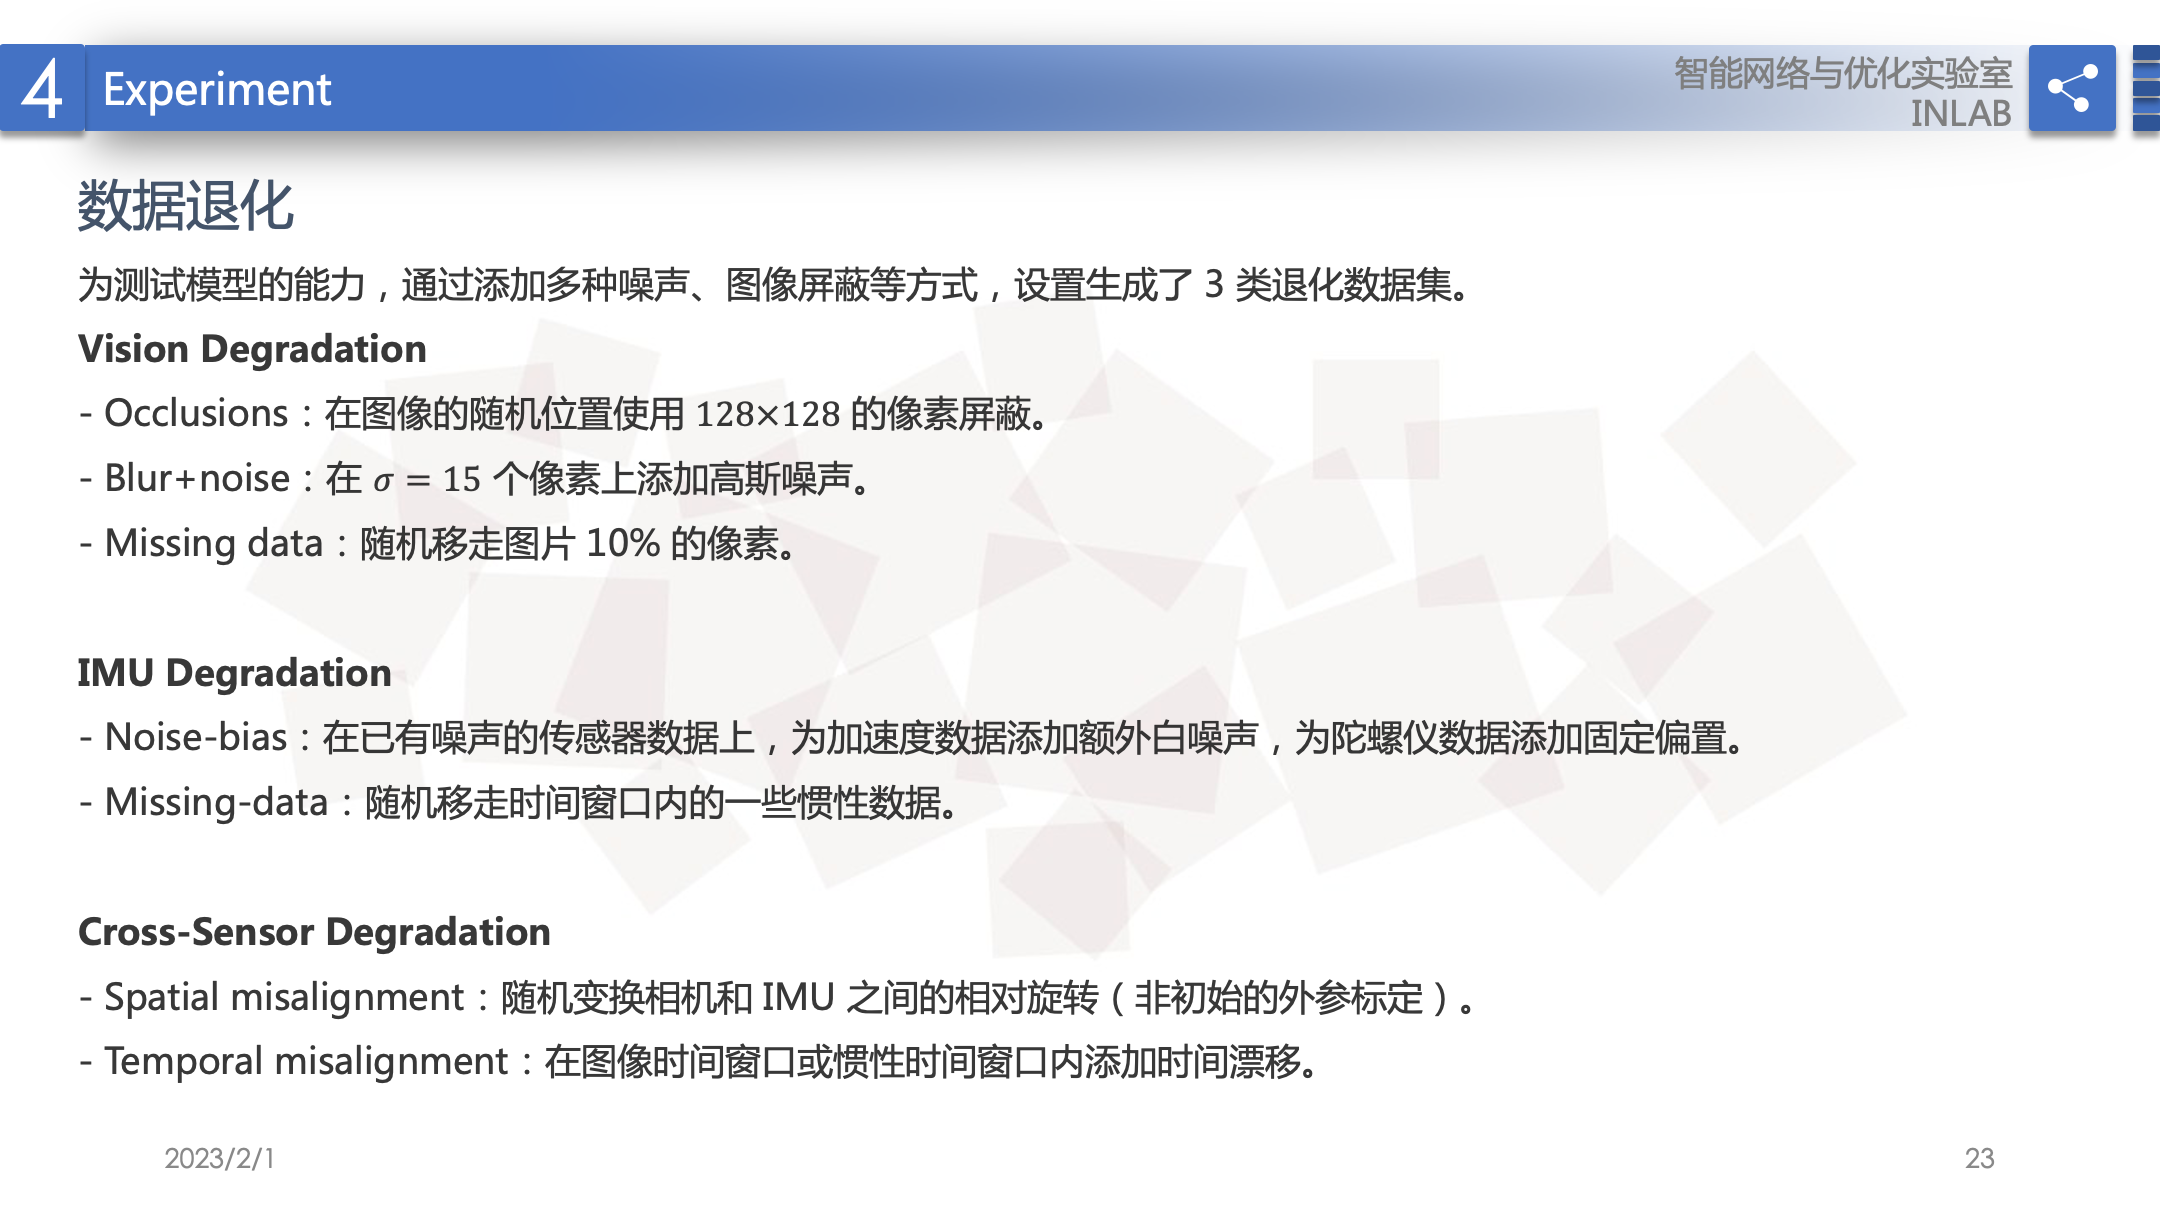 4 Experiment
智能网络与优化实验室
INLAB
数据退化
为测试模型的能力，通过添加多种噪声、图像屏蔽等方式，设置生成了 3 类退化数据集。
Vision Degradation
- Occlusions：在图像的随机位置使用 128×128 的像素屏蔽。
- Blur+noise：在 σ = 15 个像素上添加高斯噪声。
- Missing data：随机移走图片 10% 的像素。
IMU Degradation
- Noise-bias：在已有噪声的传感器数据上，为加速度数据添加额外白噪声，为陀螺仪数据添加固定偏置。
- Missing-data：随机移走时间窗口内的一些惯性数据。
Cross-Sensor Degradation
- Spatial misalignment：随机变换相机和 IMU 之间的相对旋转（非初始的外参标定）。
- Temporal misalignment：在图像时间窗口或惯性时间窗口内添加时间漂移。
2023/2/1
23